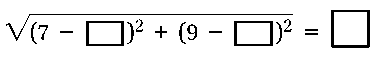 √((7 − □)² + (9 − □)²) = □